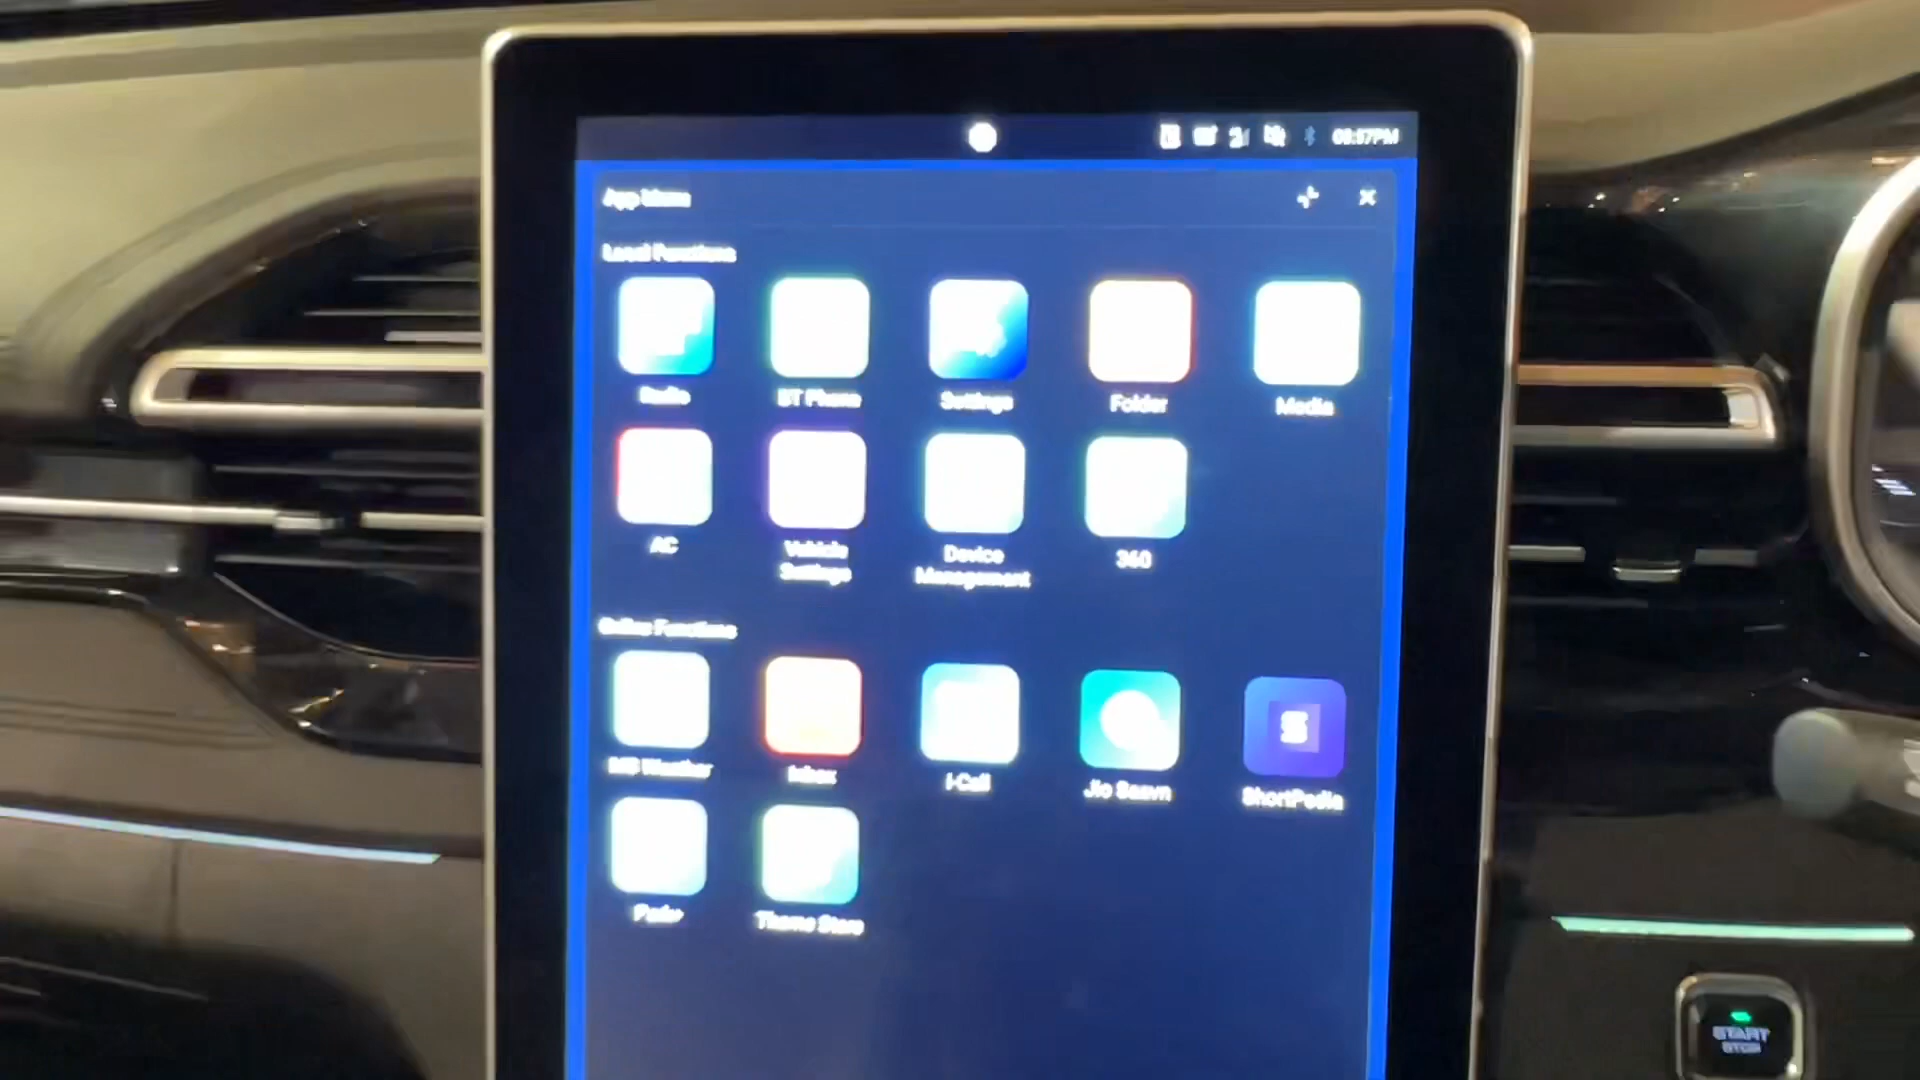 App Menu
Local Functions
Radio BT Phone Settings Folder Media
AC Vehicle Settings Device Management 360
Online Functions
Weather Inbox i-Call Jio Saavn ShortPedia
Theme Store
START
STOP